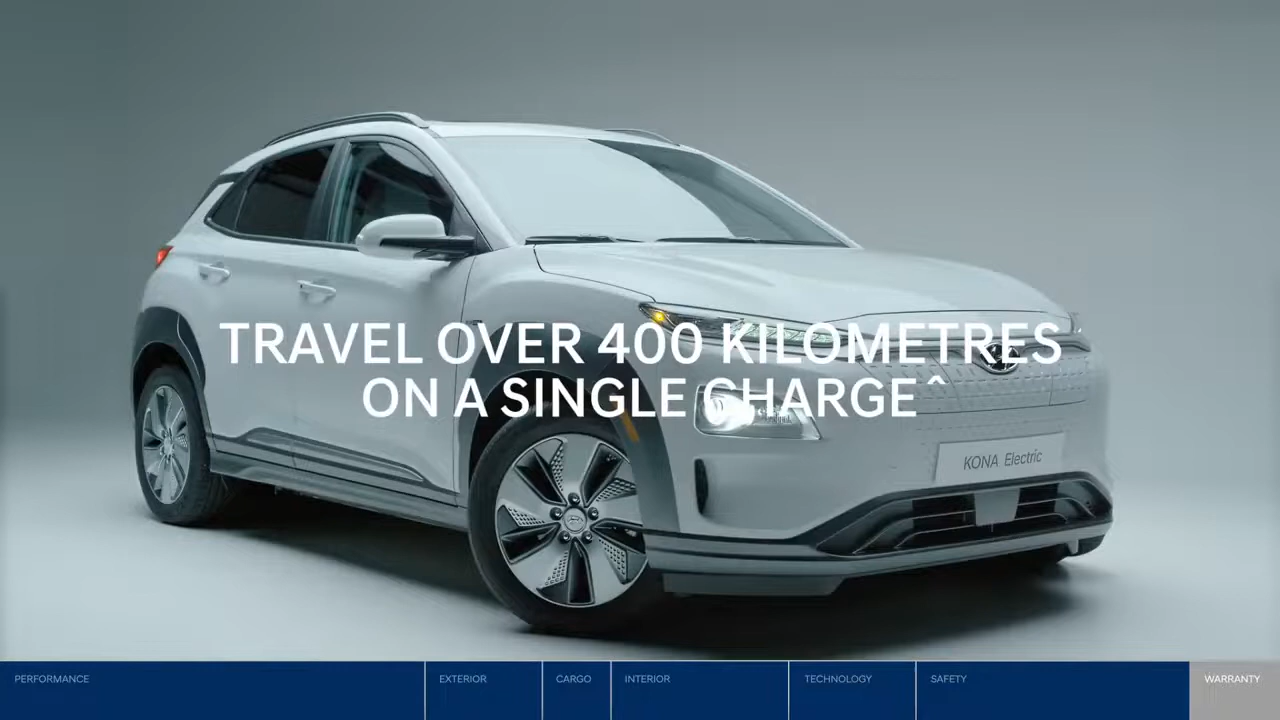 TRAVEL OVER 400 KILOMETRES
ON A SINGLE CHARGE^
KONA Electric
PERFORMANCE
EXTERIOR
CARGO
INTERIOR
TECHNOLOGY
SAFETY
WARRANTY